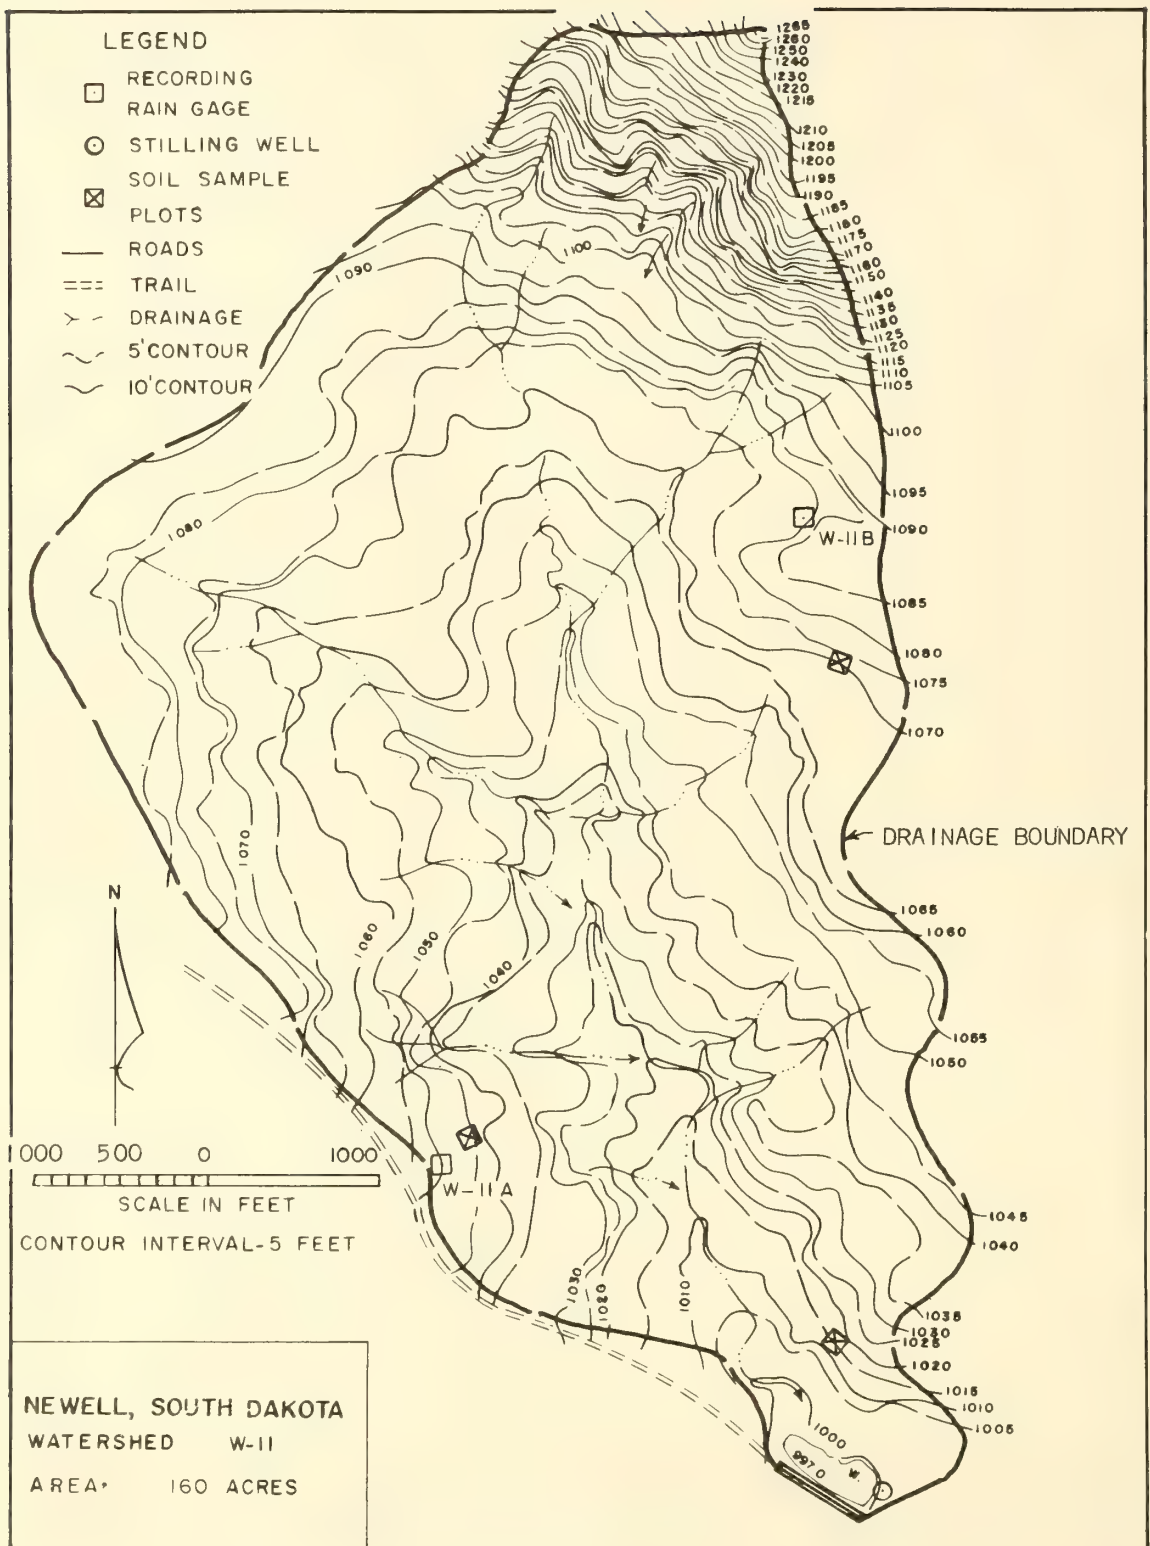 LEGEND
RECORDING
RAIN GAGE
STILLING WELL
SOIL SAMPLE
PLOTS
ROADS
TRAIL
DRAINAGE
5' CONTOUR
10' CONTOUR
1265
1260
1250
1240
1230
1220
1215
1210
1205
1200
1195
1190
1185
1180
1175
1170
1160
1150
1140
1135
1130
1125
1120
1115
1110
1105
1100
1095
1090
1085
1080
1075
1070
1065
1060
1055
1050
1045
1040
1035
1030
1025
1020
1015
1010
1005
1100
1090
1080
1070
1060
1050
1040
1030
1020
1010
1000
997.0
W.
W-11B
DRAINAGE BOUNDARY
W-11A
N
1000 500 0 1000
SCALE IN FEET
CONTOUR INTERVAL-5 FEET
NEWELL, SOUTH DAKOTA
WATERSHED W-11
AREA· 160 ACRES